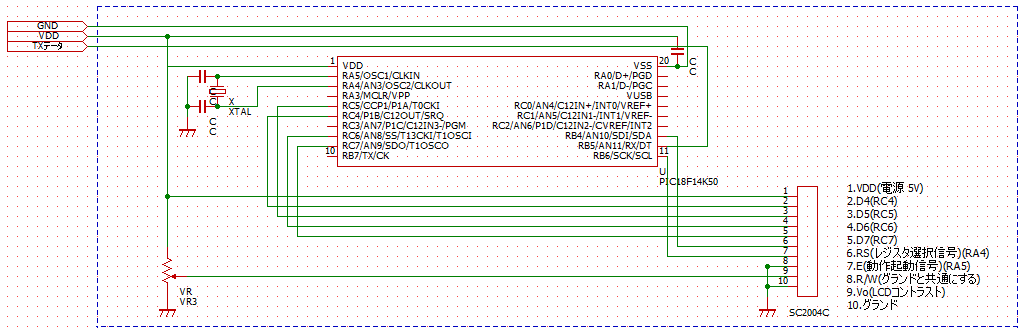 GND
VDD
TXデータ
1
VDD
RA5/OSC1/CLKIN
RA4/AN3/OSC2/CLKOUT
RA3/MCLR/VPP
RC5/CCP1/P1A/T0CKI
RC4/P1B/C12OUT/SRQ
RC3/AN7/P1C/C12IN3-/PGM
RC6/AN8/SS/T13CKI/T1OSCI
RC7/AN9/SDO/T1OSCO
10
RB7/TX/CK
20
VSS
RA0/D+/PGD
RA1/D-/PGC
VUSB
RC0/AN4/C12IN+/INT0/VREF+
RC1/AN5/C12IN1-/INT1/VREF-
RC2/AN6/P1D/C12IN2-/CVREF/INT2
RB4/AN10/SDI/SDA
RB5/AN11/RX/DT
11
RB6/SCK/SCL
U
PIC18F14K50
C
C
C
C
X
XTAL
C
C
VR
VR3
1
2
3
4
5
6
7
8
9
10
SC2004C
1.VDD(電源 5V)
2.D4(RC4)
3.D5(RC5)
4.D6(RC6)
5.D7(RC7)
6.RS(レジスタ選択信号)(RA4)
7.E(動作起動信号)(RA5)
8.R/W(グランドと共通にする)
9.Vo(LCDコントラスト)
10.グランド